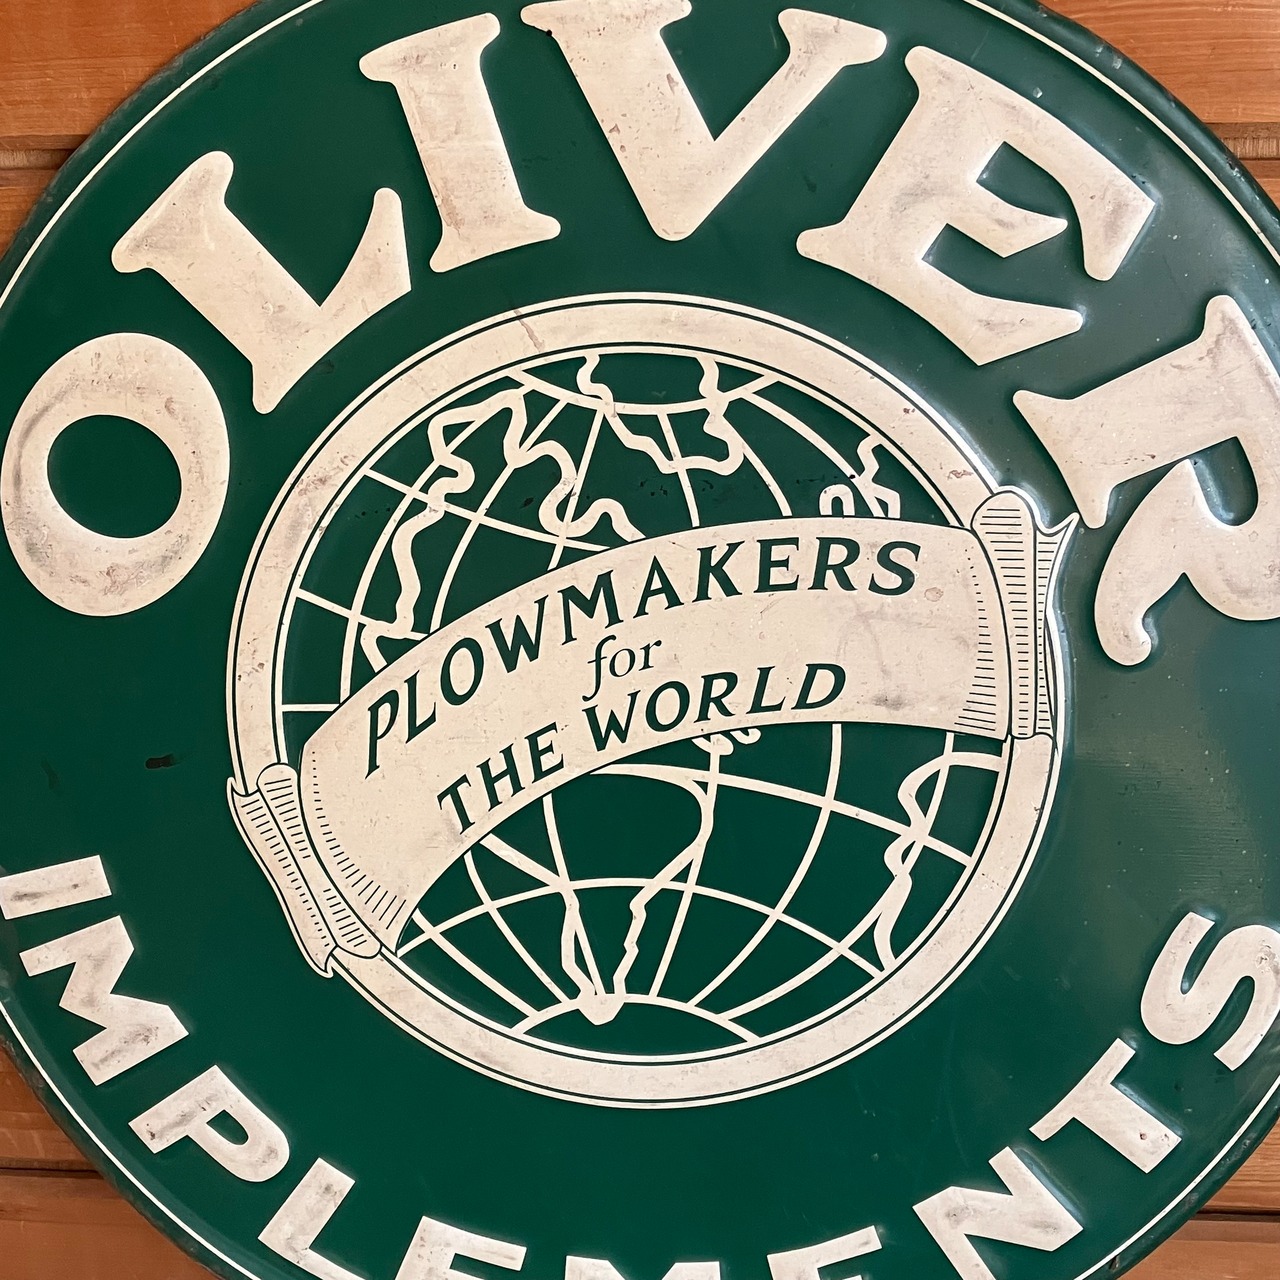 OLIVER
PLOWMAKERS
for
THE WORLD
IMPLEMENTS